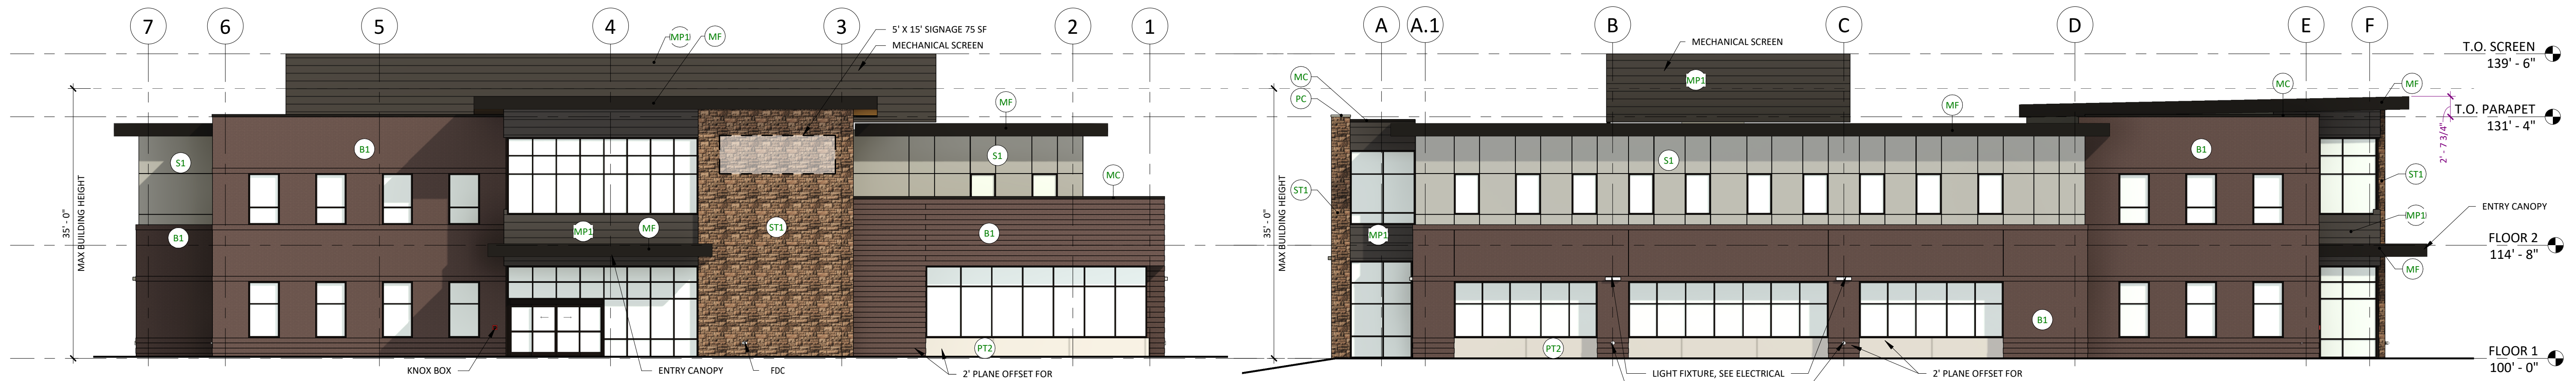 7
6
5
4
3
2
1
5' X 15' SIGNAGE 75 SF
MECHANICAL SCREEN
MP1
MF
MF
B1
S1
S1
MC
35' - 0"
MAX BUILDING HEIGHT
B1
MP1
MF
ST1
B1
PT2
KNOX BOX
ENTRY CANOPY
FDC
2' PLANE OFFSET FOR
A
A.1
B
C
D
E
F
MECHANICAL SCREEN
MP1
MC
PC
MF
MC
MF
T.O. SCREEN
139' - 6"
T.O. PARAPET
131' - 4"
2' - 7 3/4"
S1
B1
ST1
ST1
35' - 0"
MAX BUILDING HEIGHT
MP1
MP1
ENTRY CANOPY
FLOOR 2
114' - 8"
MF
B1
PT2
LIGHT FIXTURE, SEE ELECTRICAL
2' PLANE OFFSET FOR
FLOOR 1
100' - 0"